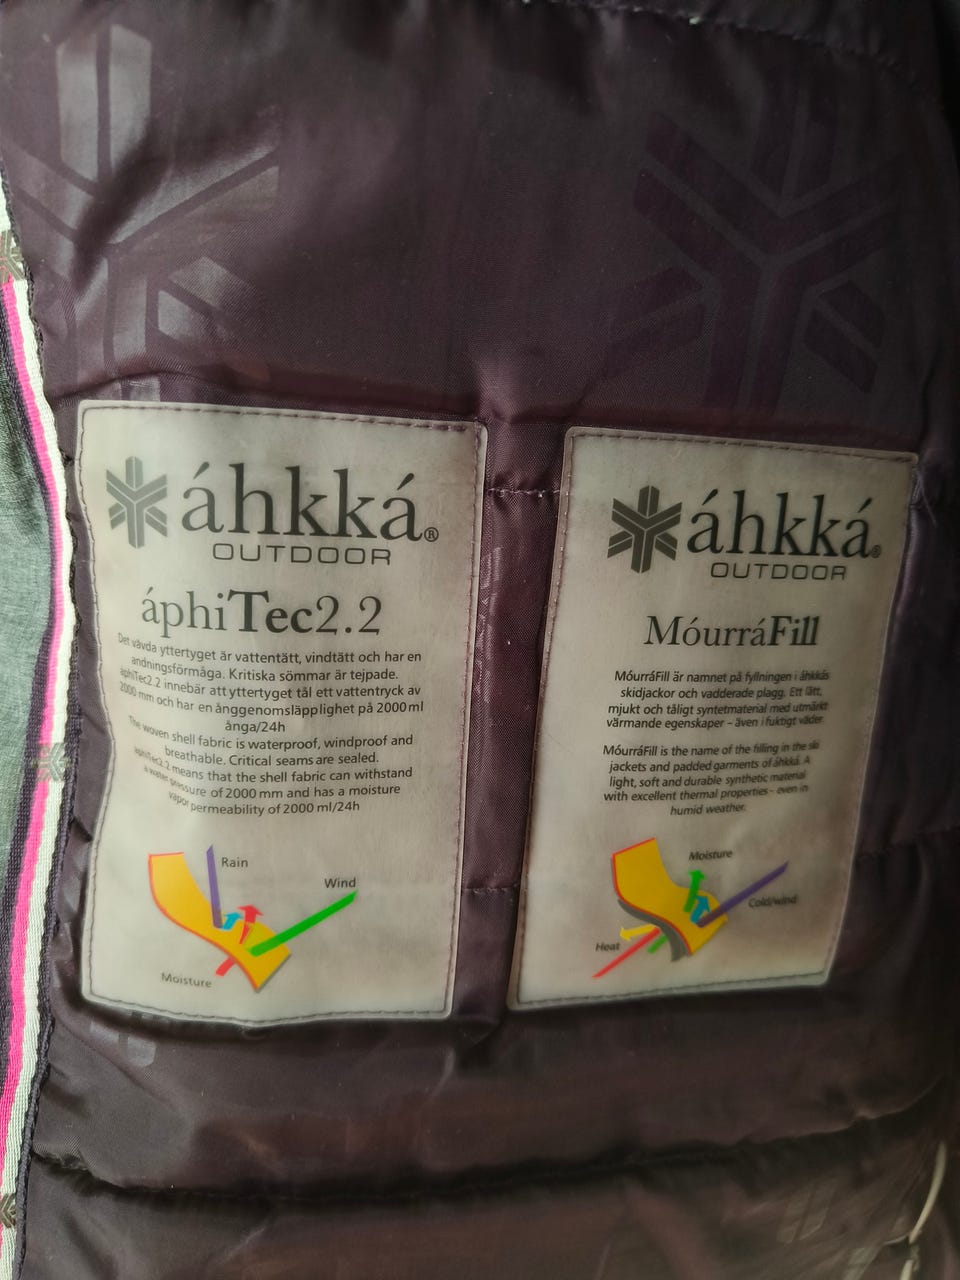 áhkká®
OUTDOOR
áphiTec2.2
Det vävda yttertyget är vattentätt, vindtätt och har en
andningsförmåga. Kritiska sömmar är tejpade.
áphiTec2.2 innebär att yttertyget tål ett vattentryck av
2000 mm och har en ånggenomsläpplighet på 2000ml
ånga/24h
The woven shell fabric is waterproof, windproof and
breathable. Critical seams are sealed.
áphiTec2.2 means that the shell fabric can withstand
a water pressure of 2000 mm and has a moisture
vapor permeability of 2000 ml/24h
Rain
Wind
Moisture
áhkká®
OUTDOOR
MóurráFill
MóurráFill är namnet på fyllningen i áhkkás
skidjackor och vadderade plagg. Ett lätt,
mjukt och tåligt syntetmaterial med utmärkt
värmande egenskaper – även i fuktigt väder.
MóurráFill is the name of the filling in the ski
jackets and padded garments of áhkká. A
light, soft and durable synthetic material
with excellent thermal properties – even in
humid weather.
Moisture
Cold/wind
Heat